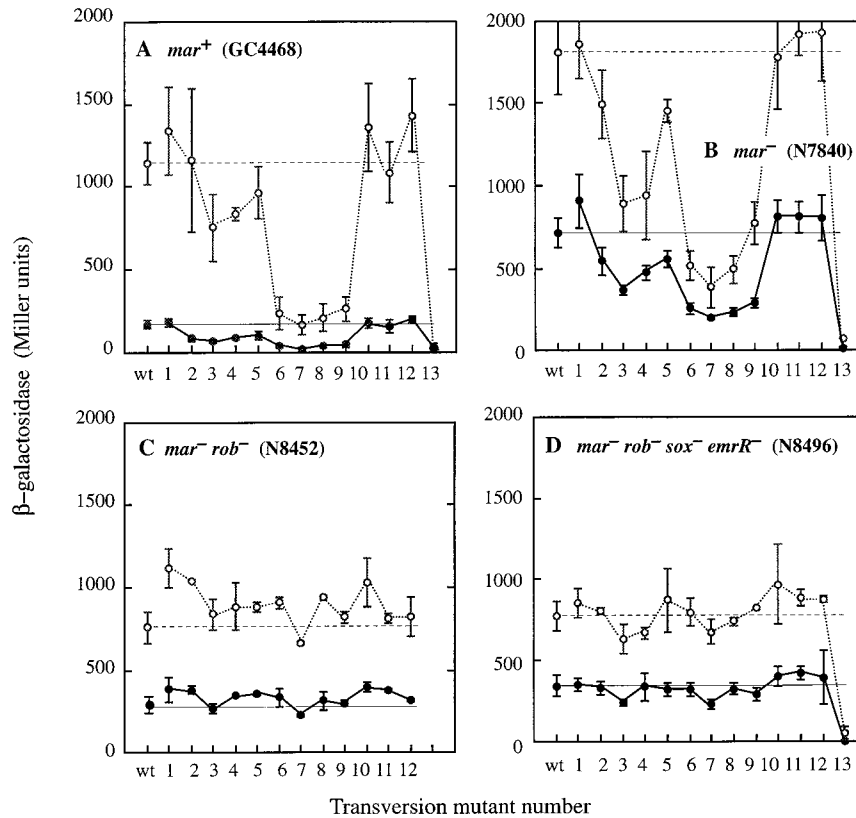 β–galactosidase (Miller units)
A mar+ (GC4468)
2000
1500
1000
500
0
wt 1 2 3 4 5 6 7 8 9 10 11 12 13
B mar− (N7840)
2000
1500
1000
500
0
wt 1 2 3 4 5 6 7 8 9 10 11 12 13
C mar− rob− (N8452)
2000
1500
1000
500
0
wt 1 2 3 4 5 6 7 8 9 10 11 12
D mar− rob− sox− emrR− (N8496)
2000
1500
1000
500
0
wt 1 2 3 4 5 6 7 8 9 10 11 12 13
Transversion mutant number